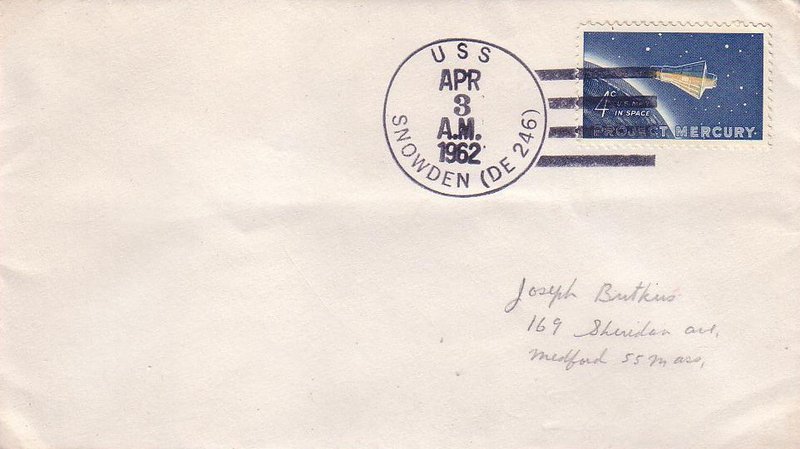 USS
SNOWDEN (DE 246)
APR
3
A.M.
1962
4¢ U.S. MAN
IN SPACE
PROJECT MERCURY
Joseph Butkus
169 Sheridan ave,
Medford 55 Mass,